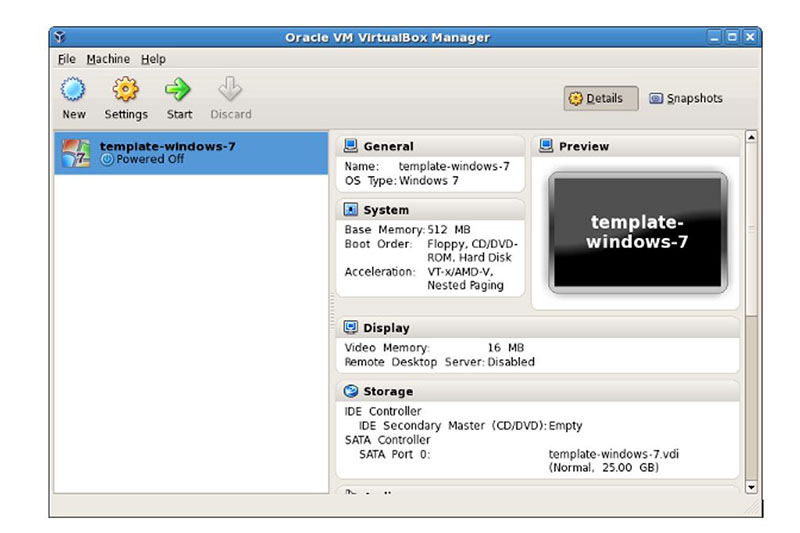 Oracle VM VirtualBox Manager
File Machine Help
New Settings Start Discard
Details Snapshots
template-windows-7
Powered Off
General
Name: template-windows-7
OS Type: Windows 7
System
Base Memory: 512 MB
Boot Order: Floppy, CD/DVD-
ROM, Hard Disk
Acceleration: VT-x/AMD-V,
Nested Paging
Preview
template-
windows-7
Display
Video Memory: 16 MB
Remote Desktop Server: Disabled
Storage
IDE Controller
IDE Secondary Master (CD/DVD): Empty
SATA Controller
SATA Port 0: template-windows-7.vdi
(Normal, 25.00 GB)